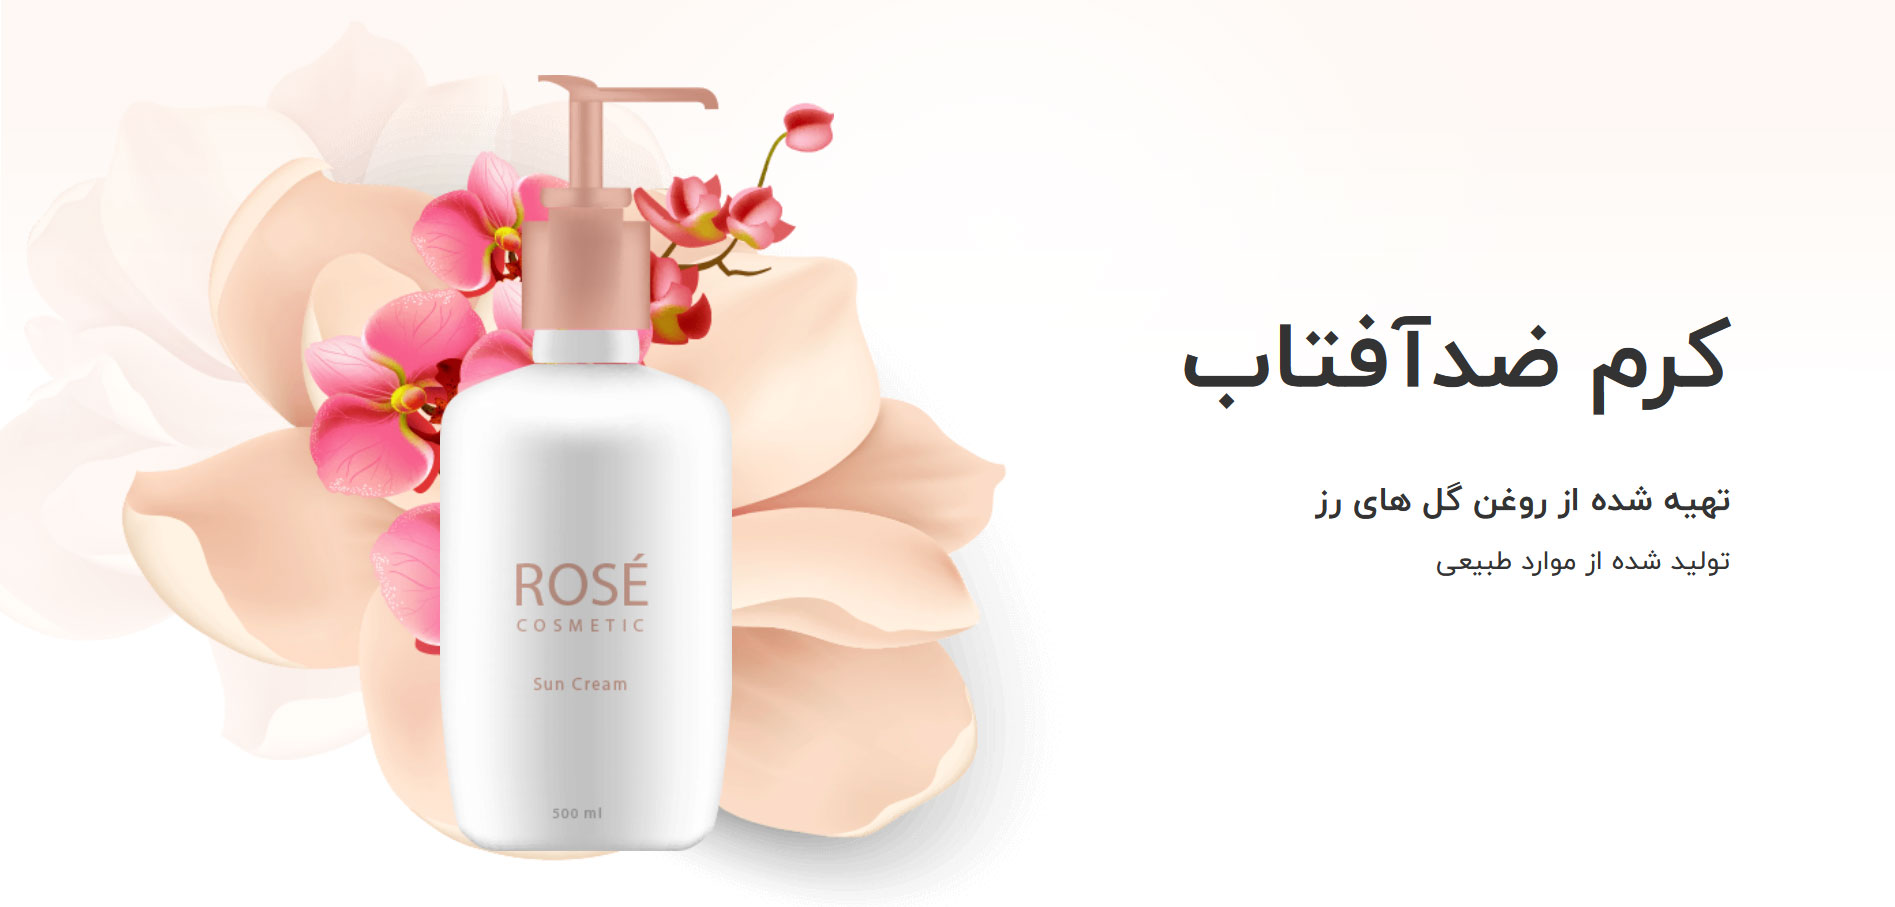 کرم ضدآفتاب
تهیه شده از روغن گل های رز
تولید شده از موارد طبیعی
ROSÉ
COSMETIC
Sun Cream
500 ml